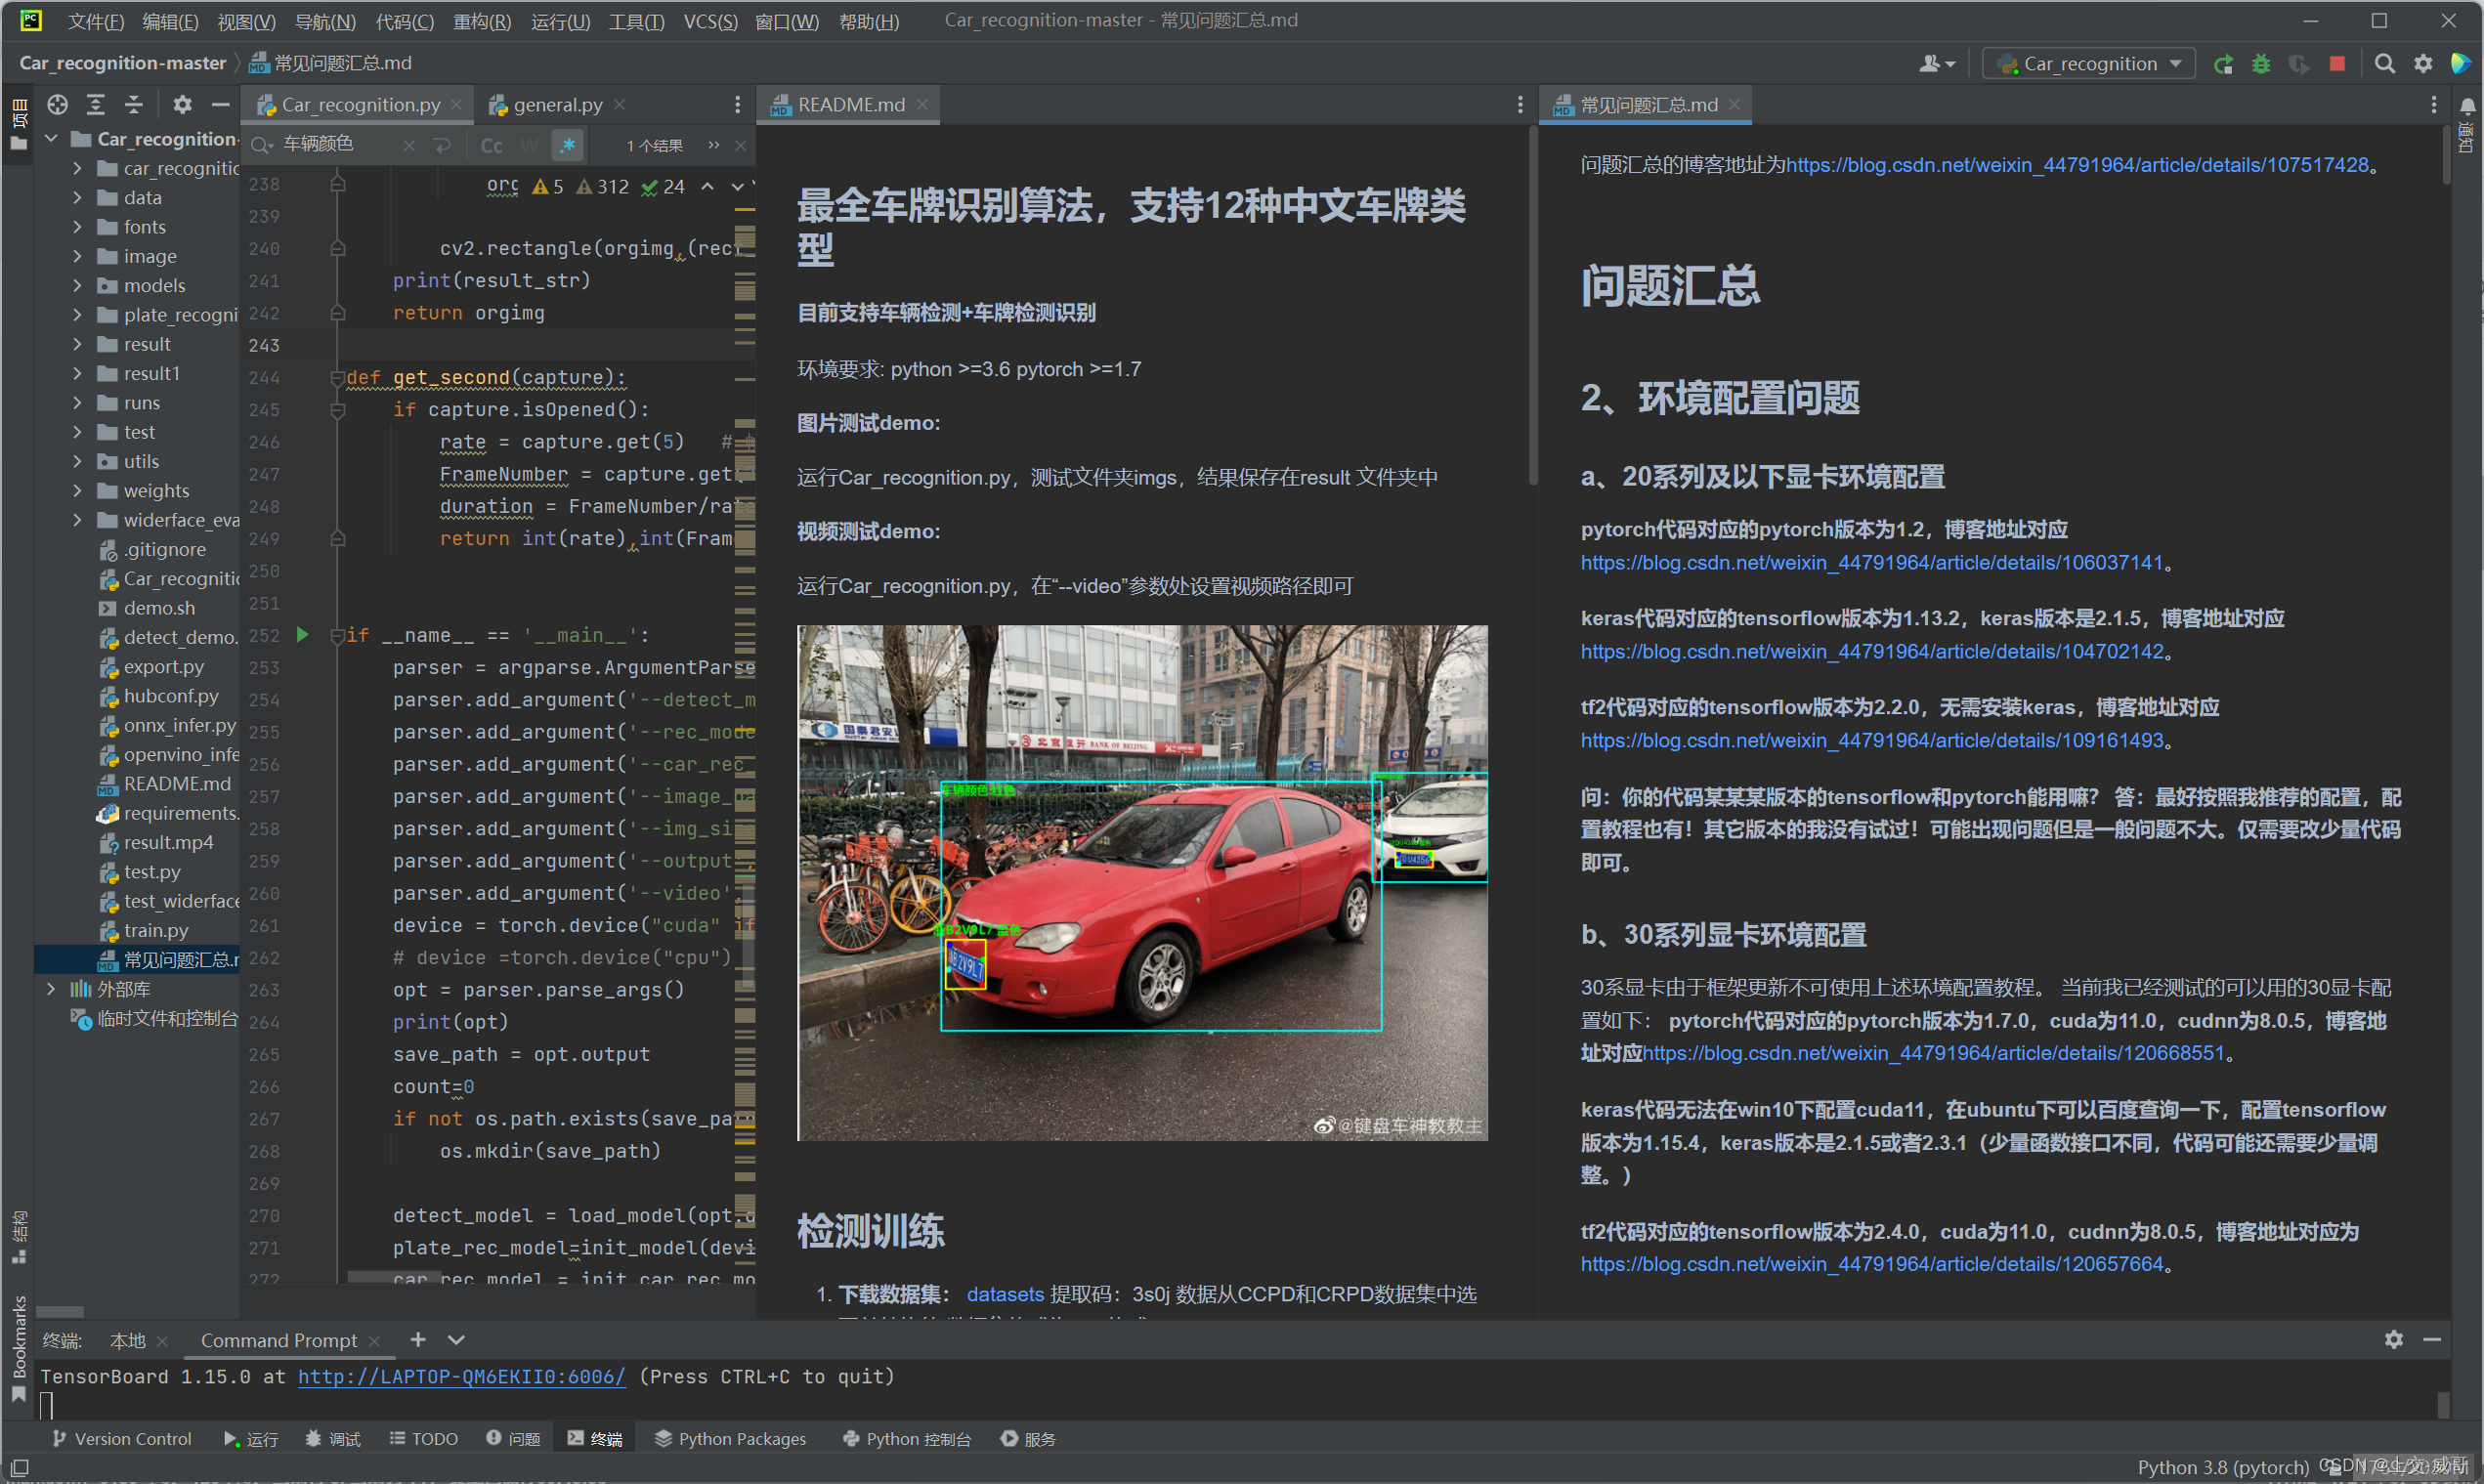 文件(F) 编辑(E) 视图(V) 导航(N) 代码(C) 重构(R) 运行(U) 工具(T) VCS(S) 窗口(W) 帮助(H) Car_recognition-master - 常见问题汇总.md
Car_recognition-master 常见问题汇总.md
Car_recognition
项目
Car_recognition-
car_recognitic
data
fonts
image
models
plate_recogni
result
result1
runs
test
utils
weights
widerface_eva
.gitignore
Car_recognitic
demo.sh
detect_demo.
export.py
hubconf.py
onnx_infer.py
openvino_infe
README.md
requirements.
result.mp4
test.py
test_widerface
train.py
常见问题汇总.r
外部库
临时文件和控制台
结构
Bookmarks
Car_recognition.py general.py
车辆颜色 Cc W .* 1 个结果
238 org 5 312 24
239
240 cv2.rectangle(orgimg,(rect_
241 print(result_str)
242 return orgimg
243
244 def get_second(capture):
245 if capture.isOpened():
246 rate = capture.get(5) #
247 FrameNumber = capture.get
248 duration = FrameNumber/rat
249 return int(rate),int(Fram
250
251
252 if __name__ == '__main__':
253 parser = argparse.ArgumentParse
254 parser.add_argument('--detect_m
255 parser.add_argument('--rec_mode
256 parser.add_argument('--car_rec_
257 parser.add_argument('--image_pa
258 parser.add_argument('--img_si
259 parser.add_argument('--output'
260 parser.add_argument('--video',
261 device = torch.device("cuda" if
262 # device =torch.device("cpu")
263 opt = parser.parse_args()
264 print(opt)
265 save_path = opt.output
266 count=0
267 if not os.path.exists(save_pa
268 os.mkdir(save_path)
269
270 detect_model = load_model(opt.d
271 plate_rec_model=init_model(devi
272 car_rec_model = init_car_rec_mo
README.md
最全车牌识别算法，支持12种中文车牌类
型
目前支持车辆检测+车牌检测识别
环境要求: python >=3.6 pytorch >=1.7
图片测试demo:
运行Car_recognition.py，测试文件夹imgs，结果保存在result 文件夹中
视频测试demo:
运行Car_recognition.py，在“--video”参数处设置视频路径即可
国泰君安
北京银行 BANK OF BEIJING
车辆颜色:红色
B2V9L7 蓝色
B2V9L7
@键盘车神教教主
检测训练
1. 下载数据集： datasets 提取码：3s0j 数据从CCPD和CRPD数据集中选
常见问题汇总.md
通知
问题汇总的博客地址为https://blog.csdn.net/weixin_44791964/article/details/107517428。
问题汇总
2、环境配置问题
a、20系列及以下显卡环境配置
pytorch代码对应的pytorch版本为1.2，博客地址对应
https://blog.csdn.net/weixin_44791964/article/details/106037141。
keras代码对应的tensorflow版本为1.13.2，keras版本是2.1.5，博客地址对应
https://blog.csdn.net/weixin_44791964/article/details/104702142。
tf2代码对应的tensorflow版本为2.2.0，无需安装keras，博客地址对应
https://blog.csdn.net/weixin_44791964/article/details/109161493。
问：你的代码某某某版本的tensorflow和pytorch能用嘛？ 答：最好按照我推荐的配置，配
置教程也有！其它版本的我没有试过！可能出现问题但是一般问题不大。仅需要改少量代码
即可。
b、30系列显卡环境配置
30系显卡由于框架更新不可使用上述环境配置教程。 当前我已经测试的可以用的30显卡配
置如下： pytorch代码对应的pytorch版本为1.7.0，cuda为11.0，cudnn为8.0.5，博客地
址对应https://blog.csdn.net/weixin_44791964/article/details/120668551。
keras代码无法在win10下配置cuda11，在ubuntu下可以百度查询一下，配置tensorflow
版本为1.15.4，keras版本是2.1.5或者2.3.1（少量函数接口不同，代码可能还需要少量调
整。）
tf2代码对应的tensorflow版本为2.4.0，cuda为11.0，cudnn为8.0.5，博客地址对应为
https://blog.csdn.net/weixin_44791964/article/details/120657664。
终端: 本地 Command Prompt
TensorBoard 1.15.0 at http://LAPTOP-QM6EKII0:6006/ (Press CTRL+C to quit)
Version Control 运行 调试 TODO 问题 终端 Python Packages Python 控制台 服务
Python 3.8 (pytorch)
CSDN @上交-威哥